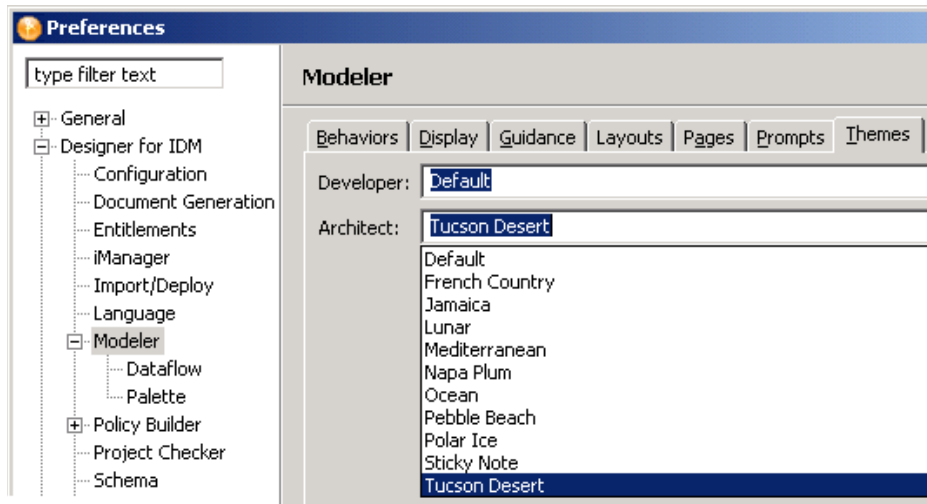 Preferences
type filter text
General
Designer for IDM
Configuration
Document Generation
Entitlements
iManager
Import/Deploy
Language
Modeler
Dataflow
Palette
Policy Builder
Project Checker
Schema
Modeler
Behaviors Display Guidance Layouts Pages Prompts Themes
Developer: Default
Architect: Tucson Desert
Default
French Country
Jamaica
Lunar
Mediterranean
Napa Plum
Ocean
Pebble Beach
Polar Ice
Sticky Note
Tucson Desert